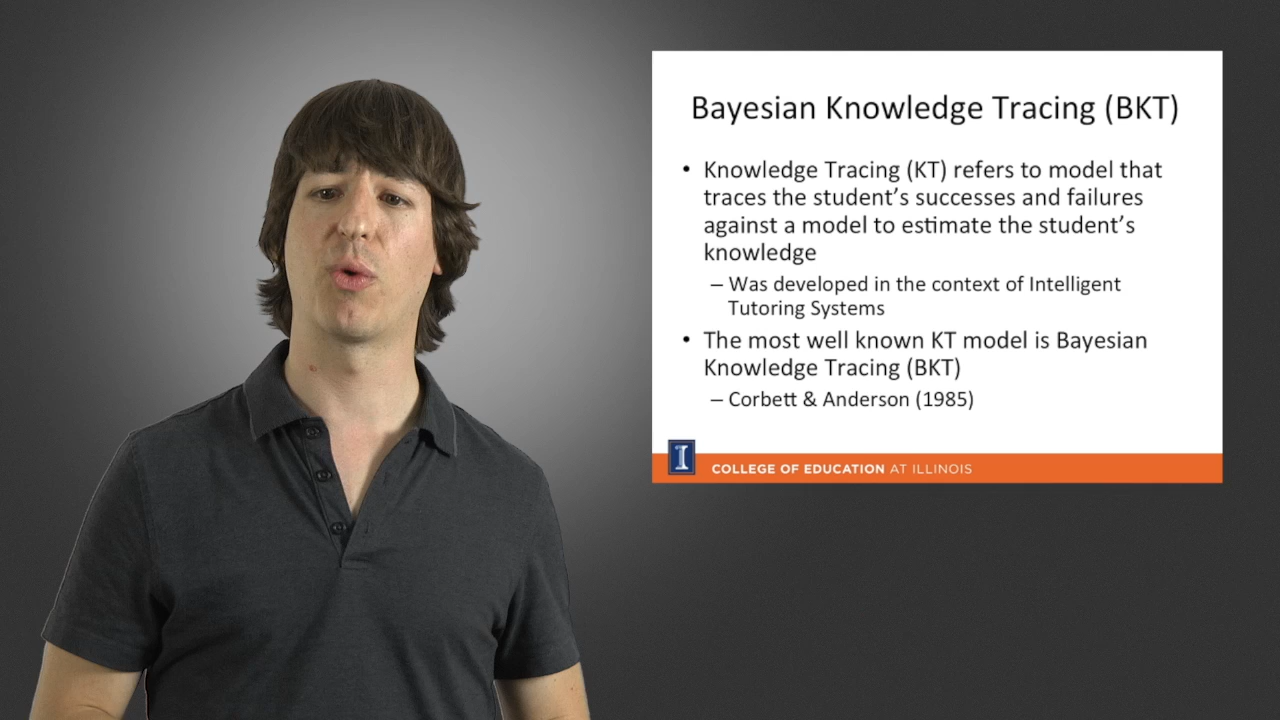 Bayesian Knowledge Tracing (BKT)
• Knowledge Tracing (KT) refers to model that
traces the student's successes and failures
against a model to estimate the student's
knowledge
– Was developed in the context of Intelligent
Tutoring Systems
• The most well known KT model is Bayesian
Knowledge Tracing (BKT)
– Corbett & Anderson (1985)
I COLLEGE OF EDUCATION AT ILLINOIS